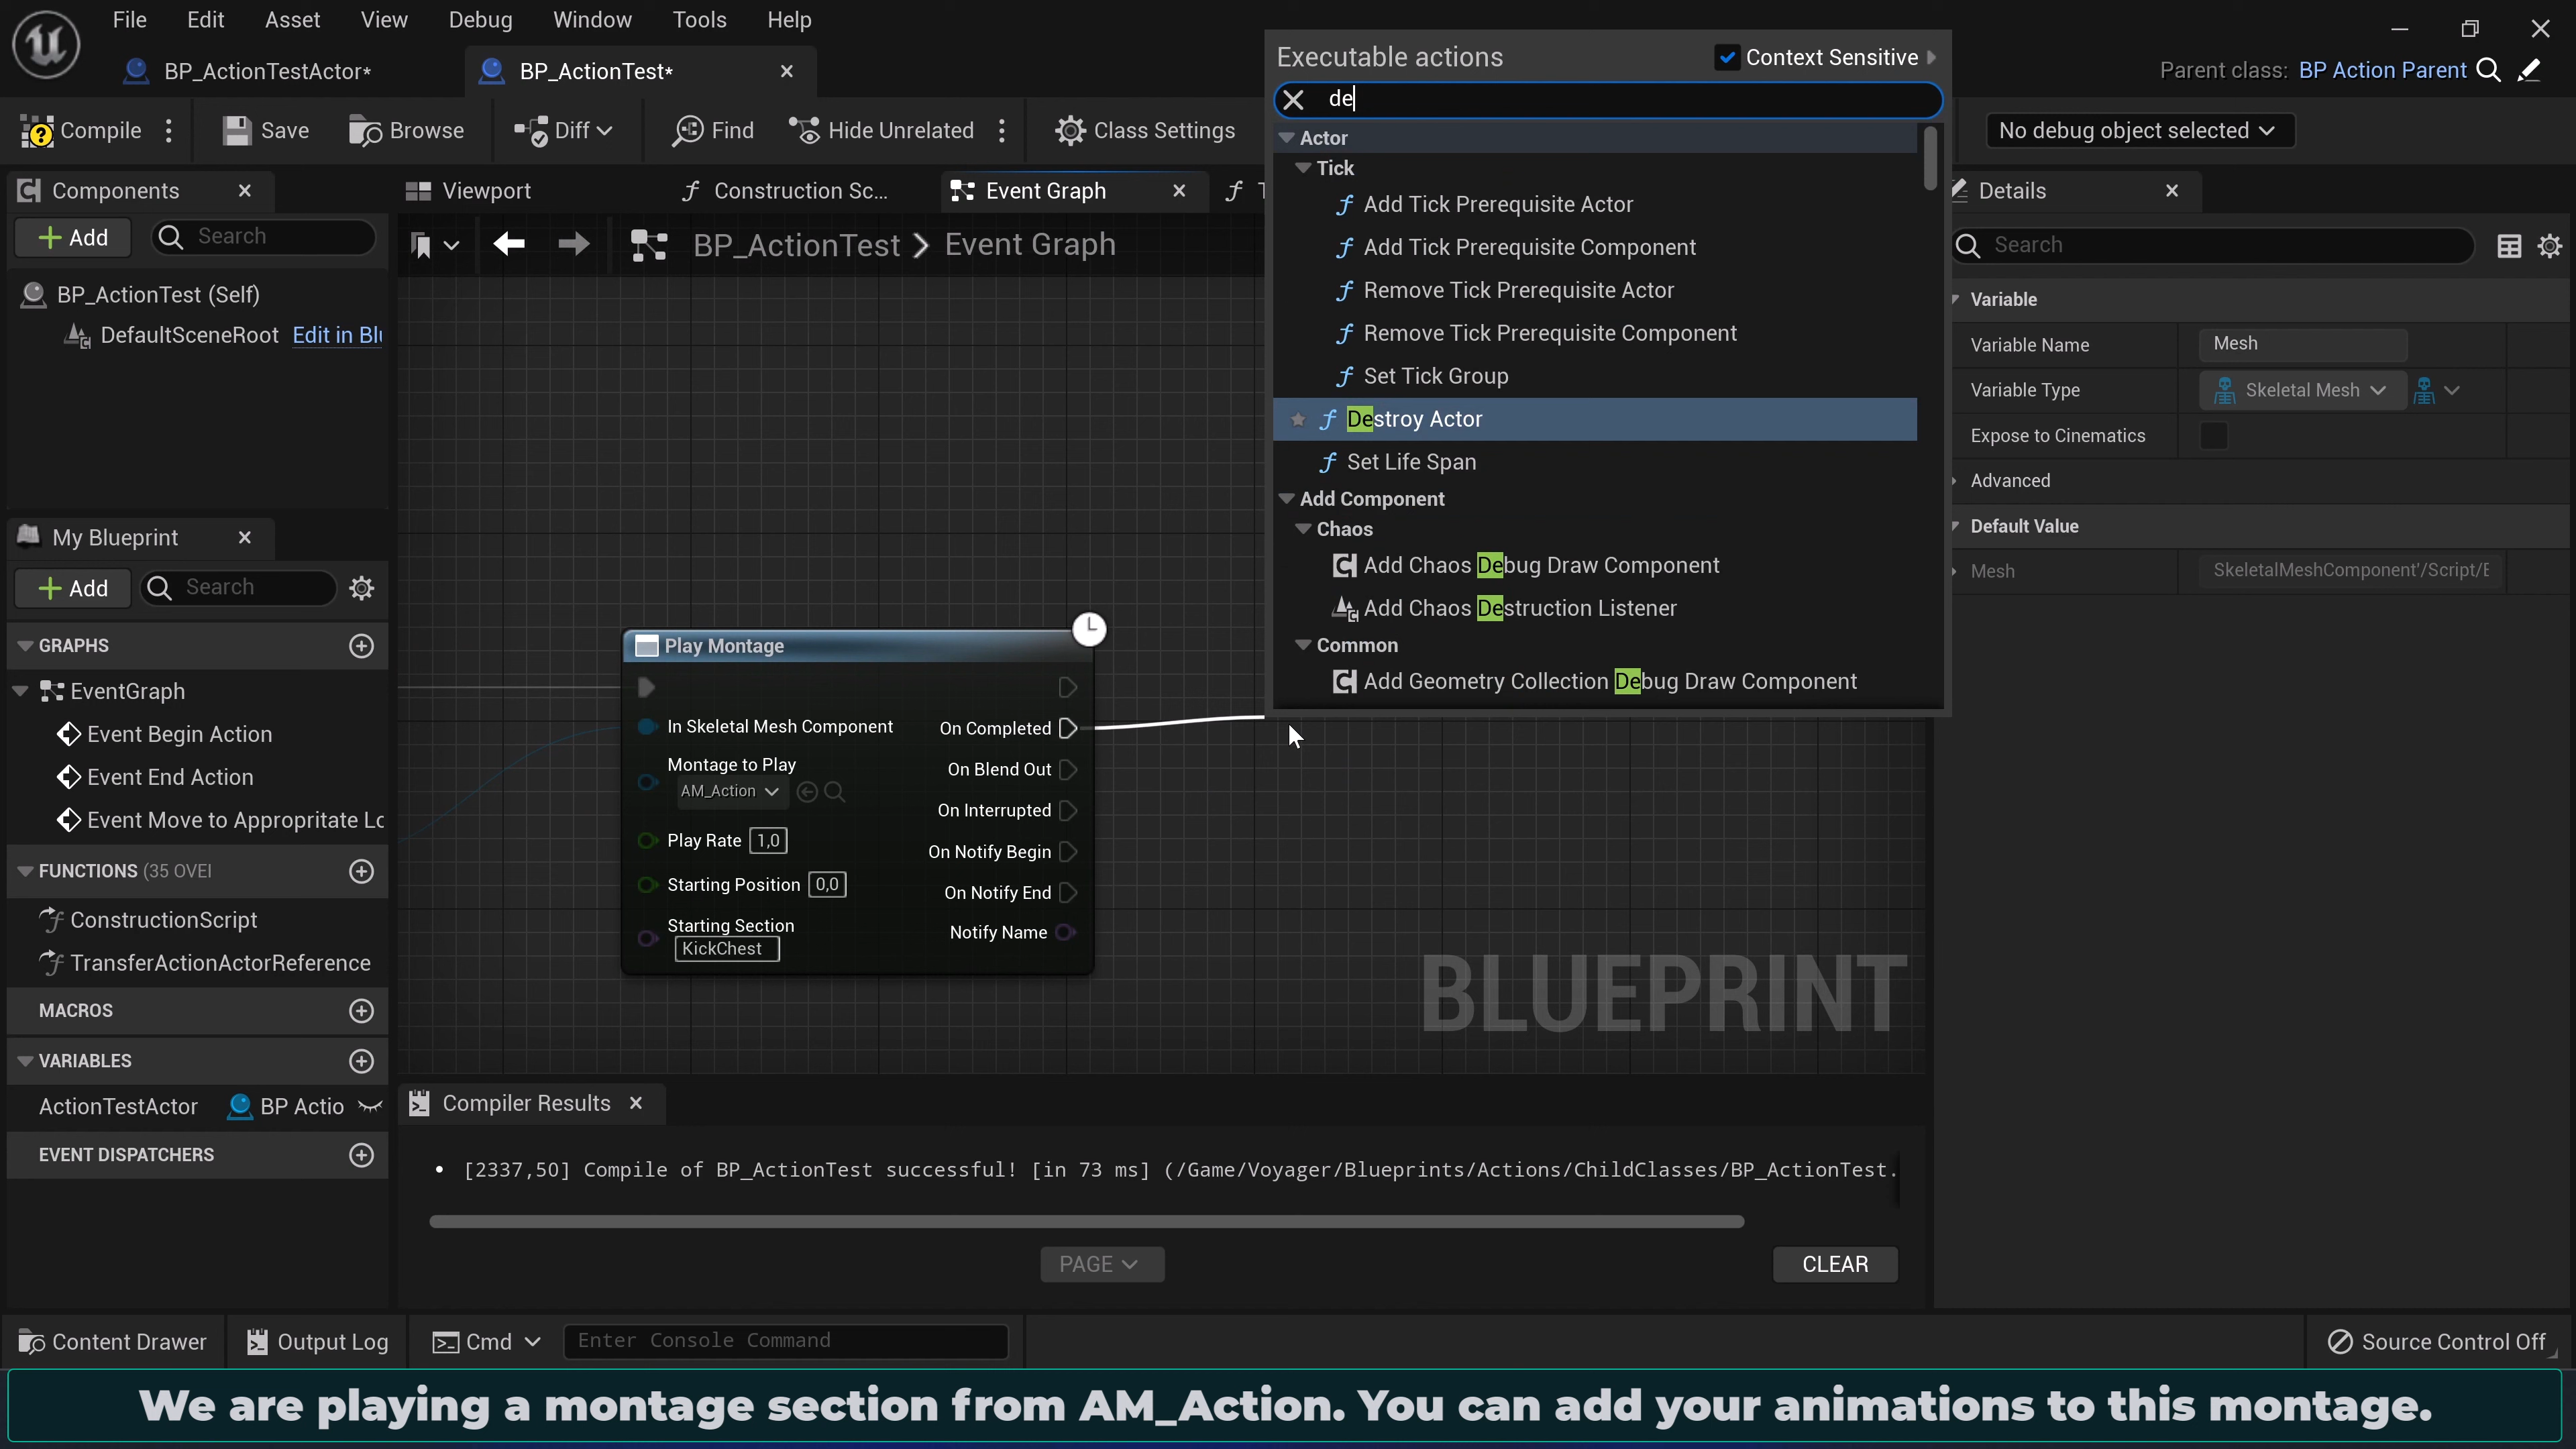 File Edit Asset View Debug Window Tools Help
BP_ActionTestActor*
BP_ActionTest*
Parent class: BP Action Parent
Compile
Save
Browse
Diff
Find
Hide Unrelated
Class Settings
No debug object selected
Executable actions
Context Sensitive
de
Actor
Tick
Add Tick Prerequisite Actor
Add Tick Prerequisite Component
Remove Tick Prerequisite Actor
Remove Tick Prerequisite Component
Set Tick Group
Destroy Actor
Set Life Span
Add Component
Chaos
Add Chaos Debug Draw Component
Add Chaos Destruction Listener
Common
Add Geometry Collection Debug Draw Component
Components
Add
Search
BP_ActionTest (Self)
DefaultSceneRoot Edit in Blu
My Blueprint
Add
Search
GRAPHS
EventGraph
Event Begin Action
Event End Action
Event Move to Appropritate Lc
FUNCTIONS (35 OVEI
ConstructionScript
TransferActionActorReference
MACROS
VARIABLES
ActionTestActor BP Actio
EVENT DISPATCHERS
Viewport
Construction Sc...
Event Graph
BP_ActionTest > Event Graph
Play Montage
In Skeletal Mesh Component
Montage to Play
AM_Action
Play Rate 1,0
Starting Position 0,0
Starting Section
KickChest
On Completed
On Blend Out
On Interrupted
On Notify Begin
On Notify End
Notify Name
BLUEPRINT
Details
Search
Variable
Variable Name Mesh
Variable Type Skeletal Mesh
Expose to Cinematics
Advanced
Default Value
Mesh SkeletalMeshComponent'/Script/E
Compiler Results
• [2337,50] Compile of BP_ActionTest successful! [in 73 ms] (/Game/Voyager/Blueprints/Actions/ChildClasses/BP_ActionTest.
PAGE
CLEAR
Content Drawer
Output Log
Cmd
Enter Console Command
Source Control Off
We are playing a montage section from AM_Action. You can add your animations to this montage.